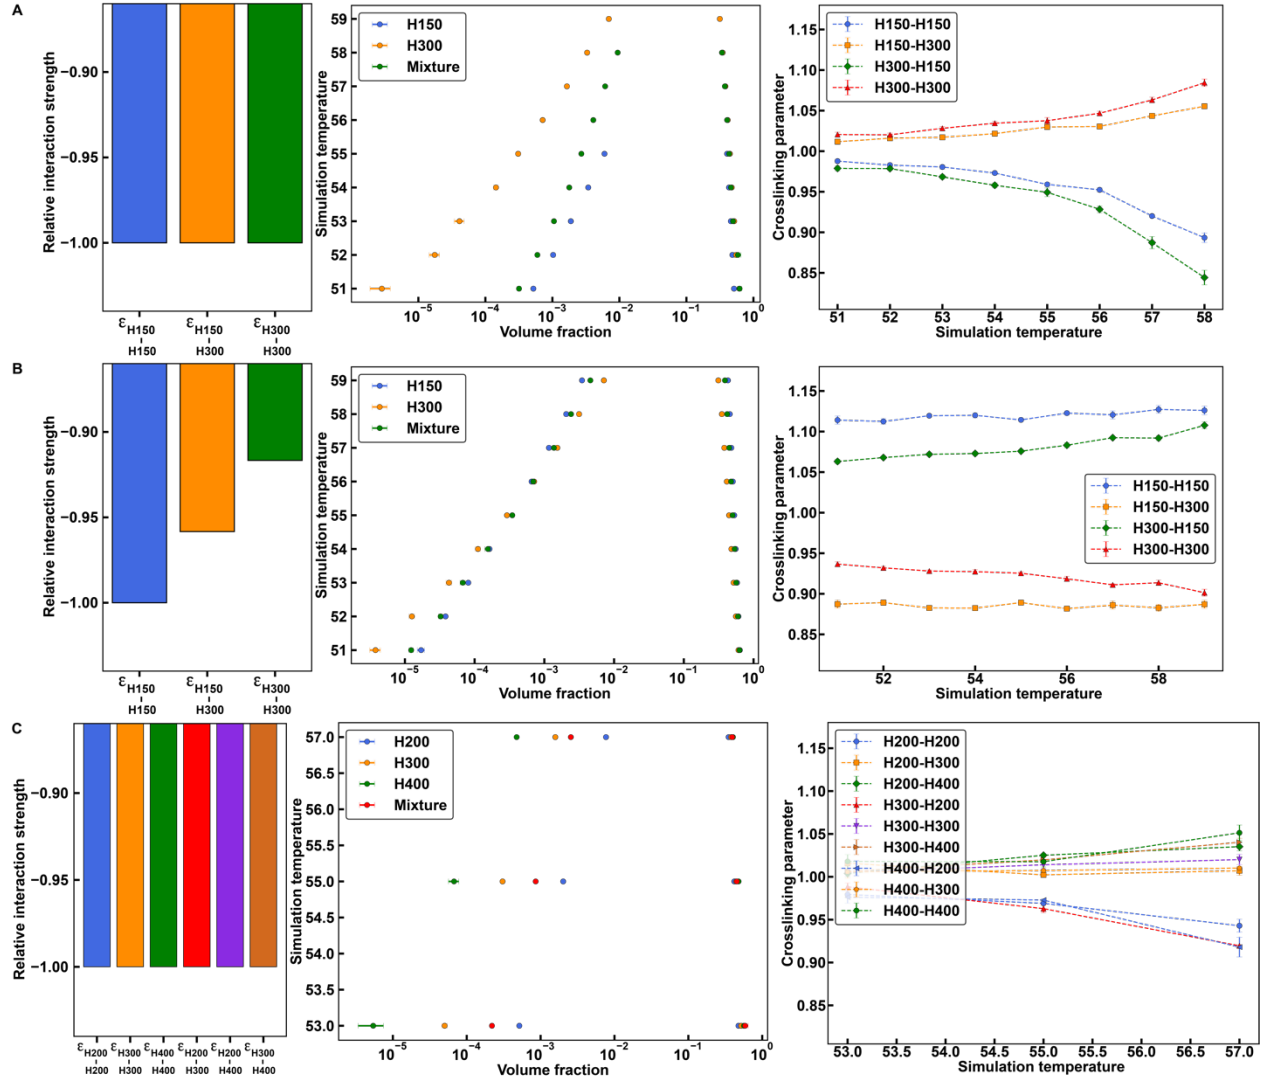 A
Relative interaction strength
−0.90
−0.95
−1.00
εH150-H150
εH150-H300
εH300-H300
Simulation temperature
59
58
57
56
55
54
53
52
51
H150
H300
Mixture
10⁻⁵ 10⁻⁴ 10⁻³ 10⁻² 10⁻¹ 10⁰
Volume fraction
Crosslinking parameter
1.15
1.10
1.05
1.00
0.95
0.90
0.85
H150-H150
H150-H300
H300-H150
H300-H300
51 52 53 54 55 56 57 58
Simulation temperature
B
Relative interaction strength
−0.90
−0.95
−1.00
εH150-H150
εH150-H300
εH300-H300
Simulation temperature
59
58
57
56
55
54
53
52
51
H150
H300
Mixture
10⁻⁵ 10⁻⁴ 10⁻³ 10⁻² 10⁻¹ 10⁰
Volume fraction
Crosslinking parameter
1.15
1.10
1.05
1.00
0.95
0.90
0.85
H150-H150
H150-H300
H300-H150
H300-H300
52 54 56 58
Simulation temperature
C
Relative interaction strength
−0.90
−0.95
−1.00
εH200-H200
εH300-H300
εH400-H400
εH200-H300
εH200-H400
εH300-H400
Simulation temperature
57.0
56.5
56.0
55.5
55.0
54.5
54.0
53.5
53.0
H200
H300
H400
Mixture
10⁻⁵ 10⁻⁴ 10⁻³ 10⁻² 10⁻¹ 10⁰
Volume fraction
Crosslinking parameter
1.15
1.10
1.05
1.00
0.95
0.90
0.85
H200-H200
H200-H300
H200-H400
H300-H200
H300-H300
H300-H400
H400-H200
H400-H300
H400-H400
53.0 53.5 54.0 54.5 55.0 55.5 56.0 56.5 57.0
Simulation temperature